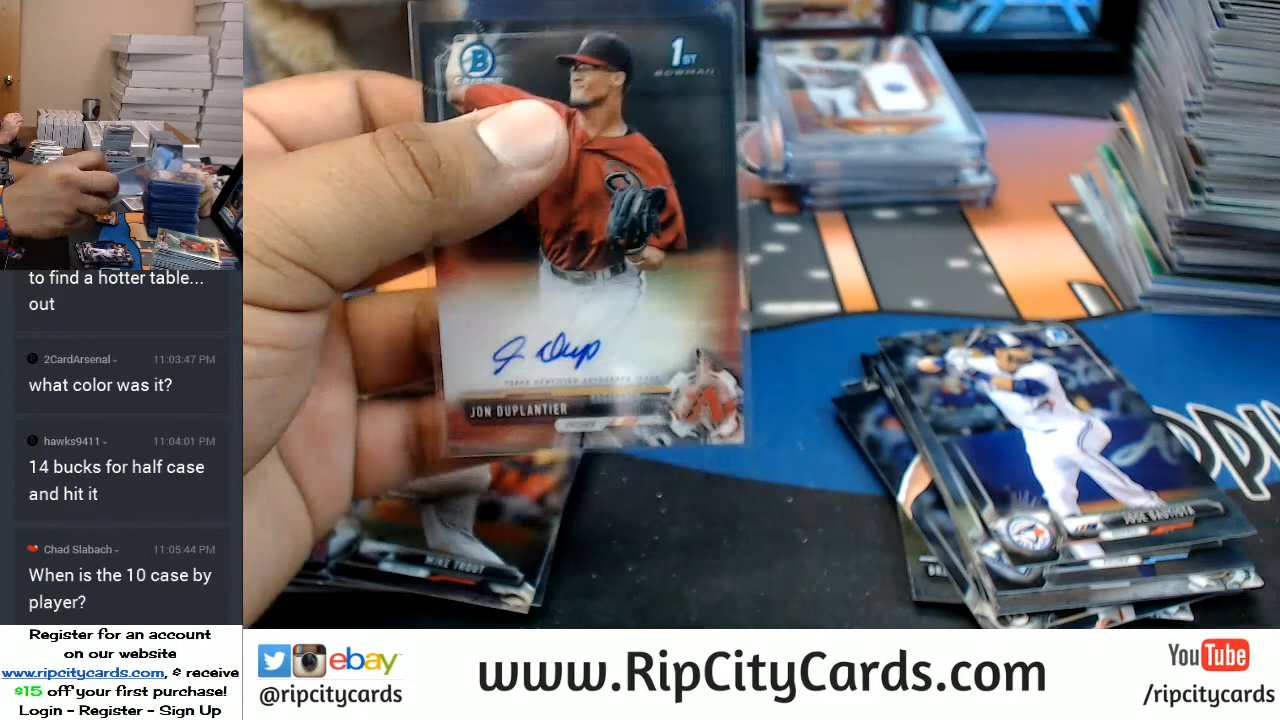 to find a hotter table...
out
2CardArsenal
11:03:47 PM
what color was it?
hawks9411
11:04:01 PM
14 bucks for half case
and hit it
Chad Slabach
11:05:44 PM
When is the 10 case by
player?
Register for an account
on our website
www.ripcitycards.com, & receive
$15 off your first purchase!
Login - Register - Sign Up
B
Chrome
1ST
BOWMAN
J Dup
JON DUPLANTIER
PITCHER
MIKE TROUT
JOSE BAUTISTA
ebay
@ripcitycards
www.RipCityCards.com
YouTube
/ripcitycards